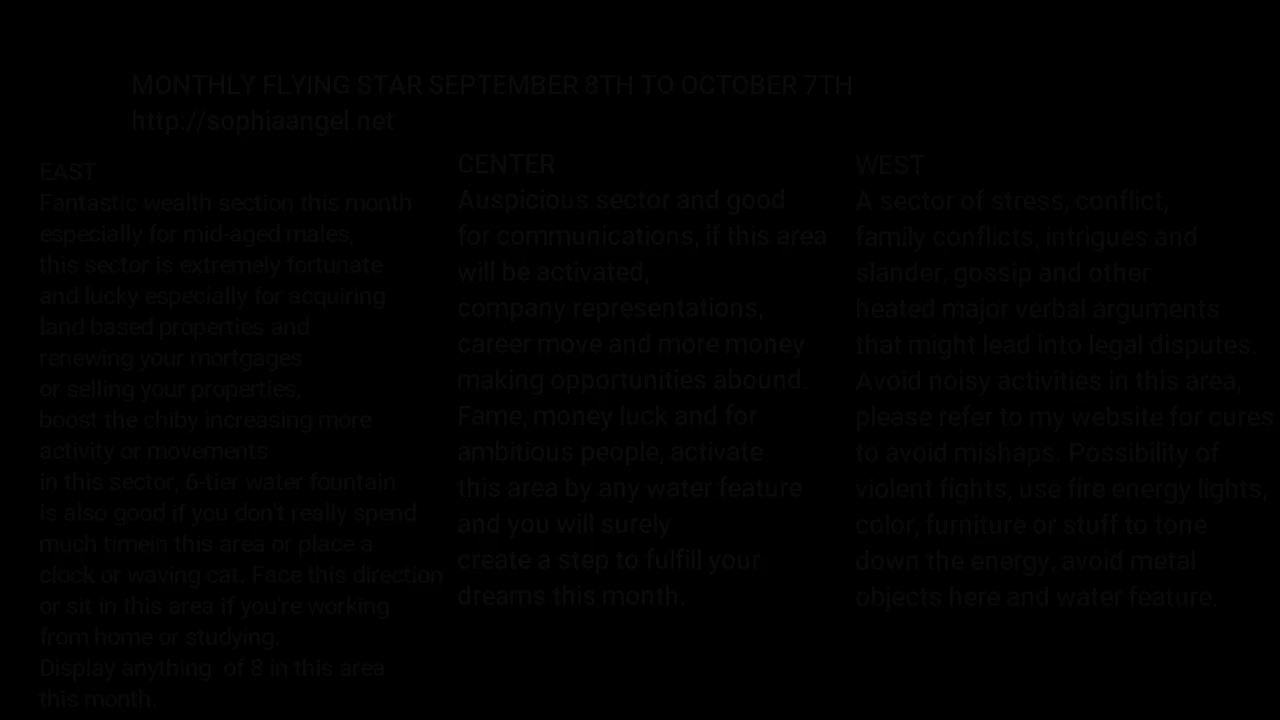 MONTHLY FLYING STAR SEPTEMBER 8TH TO OCTOBER 7TH
http://sophiaangel.net
EAST
Fantastic wealth section this month
especially for mid-aged males,
this sector is extremely fortunate
and lucky especially for acquiring
land based properties and
renewing your mortgages
or selling your properties,
boost the chiby increasing more
activity or movements
in this sector, 6-tier water fountain
is also good if you don't really spend
much timein this area or place a
clock or waving cat. Face this direction
or sit in this area if you're working
from home or studying.
Display anything  of 8 in this area
this month.
CENTER
Auspicious sector and good
for communications, if this area
will be activated,
company representations,
career move and more money
making opportunities abound.
Fame, money luck and for
ambitious people, activate
this area by any water feature
and you will surely
create a step to fulfill your
dreams this month.
WEST
A sector of stress, conflict,
family conflicts, intrigues and
slander, gossip and other
heated major verbal arguments
that might lead into legal disputes.
Avoid noisy activities in this area,
please refer to my website for cures
to avoid mishaps. Possibility of
violent fights, use fire energy lights,
color, furniture or stuff to tone
down the energy, avoid metal
objects here and water feature.